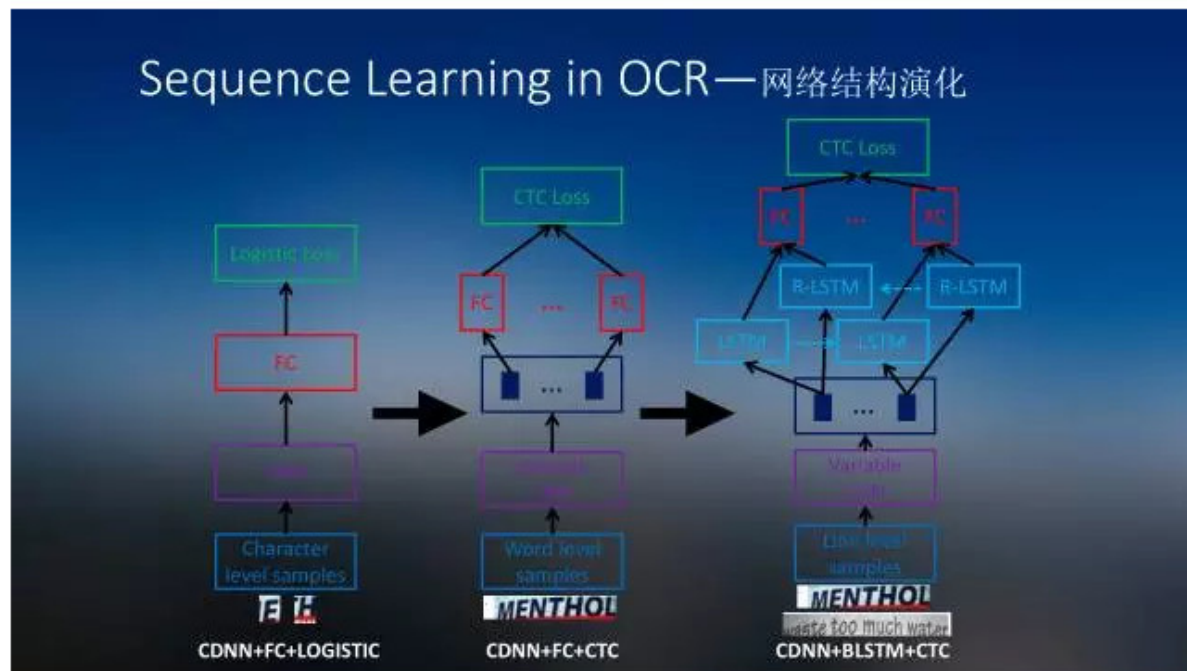 Sequence Learning in OCR—网络结构演化
Logistic Loss
FC
Character
level samples
E H
CDNN+FC+LOGISTIC
CTC Loss
FC ... FC
...
Word level
samples
MENTHOL
CDNN+FC+CTC
CTC Loss
FC ... FC
R-LSTM R-LSTM
LSTM LSTM
...
Variable
Line level
samples
MENTHOL
waste too much water
CDNN+BLSTM+CTC